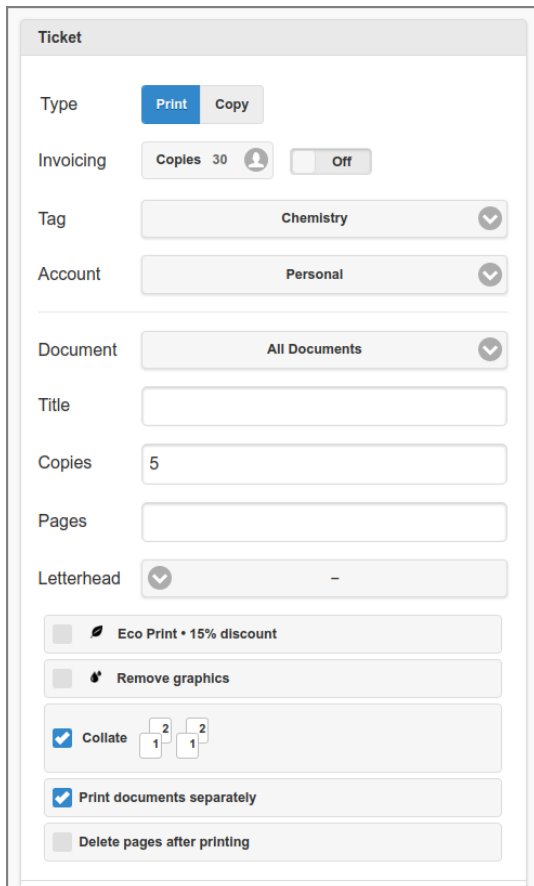 Ticket
Type Print Copy
Invoicing Copies 30 Off
Tag Chemistry
Account Personal
Document All Documents
Title
Copies 5
Pages
Letterhead –
Eco Print • 15% discount
Remove graphics
Collate 1 2 1 2
Print documents separately
Delete pages after printing